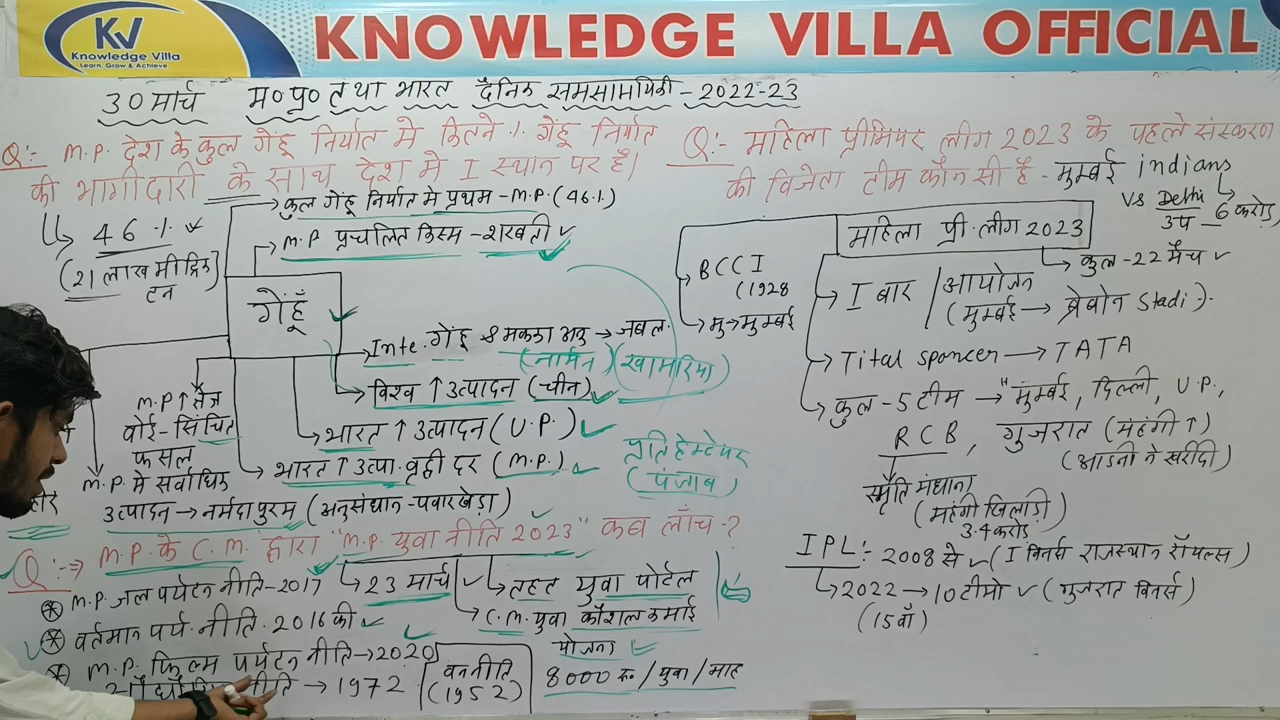 KV
Knowledge Villa
Learn, Grow & Achieve
KNOWLEDGE VILLA OFFICIAL
30 मार्च म०प्र० तथा भारत दैनिक समसामयिकी - 2022-23
Q:- M.P. देश के कुल गेंहू निर्यात मे कितने % गेंहू निर्यात
की भागीदारी के साथ देश मे I स्थान पर है।
46 %
(21 लाख मीट्रिक
टन
कुल गेंहू निर्यात मे प्रथम - M.P. (46%)
M.P प्रचलित किस्म - शरबती
गेंहूँ
Inte. गेंहू & मक्का अनु → जबल.
(नार्मन) (खामरिया)
विश्व ↑ उत्पादन (चीन)
भारत ↑ उत्पादन (U.P.)
भारत ↑ उत्पा. वृद्दी दर (M.P.)
प्रति हेक्टेयर
(पंजाब)
M.P ↑ क्षेत्र
बोई - सिंचित
फसल
M.P. मे सर्वाधिक
उत्पादन → नर्मदापुरम (अनुसंधान - पवारखेड़ा)
Q:→ M.P. के C.M. द्वारा "M.P. युवा नीति 2023" कब लाँच ?
23 मार्च
तहत युवा पोर्टल
C.M. युवा कौशल कमाई
योजना
8000 रू० / युवा / माह
M.P. जल पर्यटन नीति - 2017
वर्तमान पर्य. नीति. 2016 की
M.P. फिल्म पर्यटन नीति → 2020
नीति → 1972
वन नीति
(1952)
Q:- महिला प्रीमियर लीग 2023 के पहले संस्करण
की विजेता टीम कौन सी है - मुम्बई indians
vs Delhi
उप - 6 करोड़
महिला प्री. लीग 2023
कुल - 22 मैच
BCCI
(1928
मु → मुम्बई
I बार / आयोजन
(मुम्बई → ब्रेबोन Stadi).
Tital Sponcer → TATA
कुल - 5 टीम → मुम्बई, दिल्ली, U.P.,
RCB, गुजरात (महंगी ↑)
(अडानी ने खरीदी)
स्मृति मंधाना
(महंगी खिलाड़ी)
3.4 करोड़
IPL:- 2008 से (I विनर्स राजस्थान रॉयल्स)
2022 → 10 टीमो (गुजरात विनर्स)
(15वॉ)